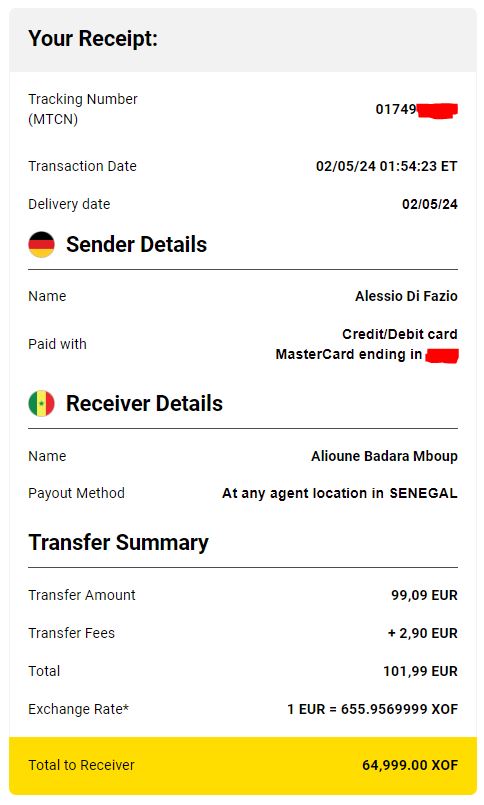 Your Receipt:
Tracking Number
(MTCN)
01749
Transaction Date 02/05/24 01:54:23 ET
Delivery date 02/05/24
Sender Details
Name Alessio Di Fazio
Paid with
Credit/Debit card
MasterCard ending in
Receiver Details
Name Alioune Badara Mboup
Payout Method At any agent location in SENEGAL
Transfer Summary
Transfer Amount 99,09 EUR
Transfer Fees + 2,90 EUR
Total 101,99 EUR
Exchange Rate* 1 EUR = 655.9569999 XOF
Total to Receiver 64,999.00 XOF